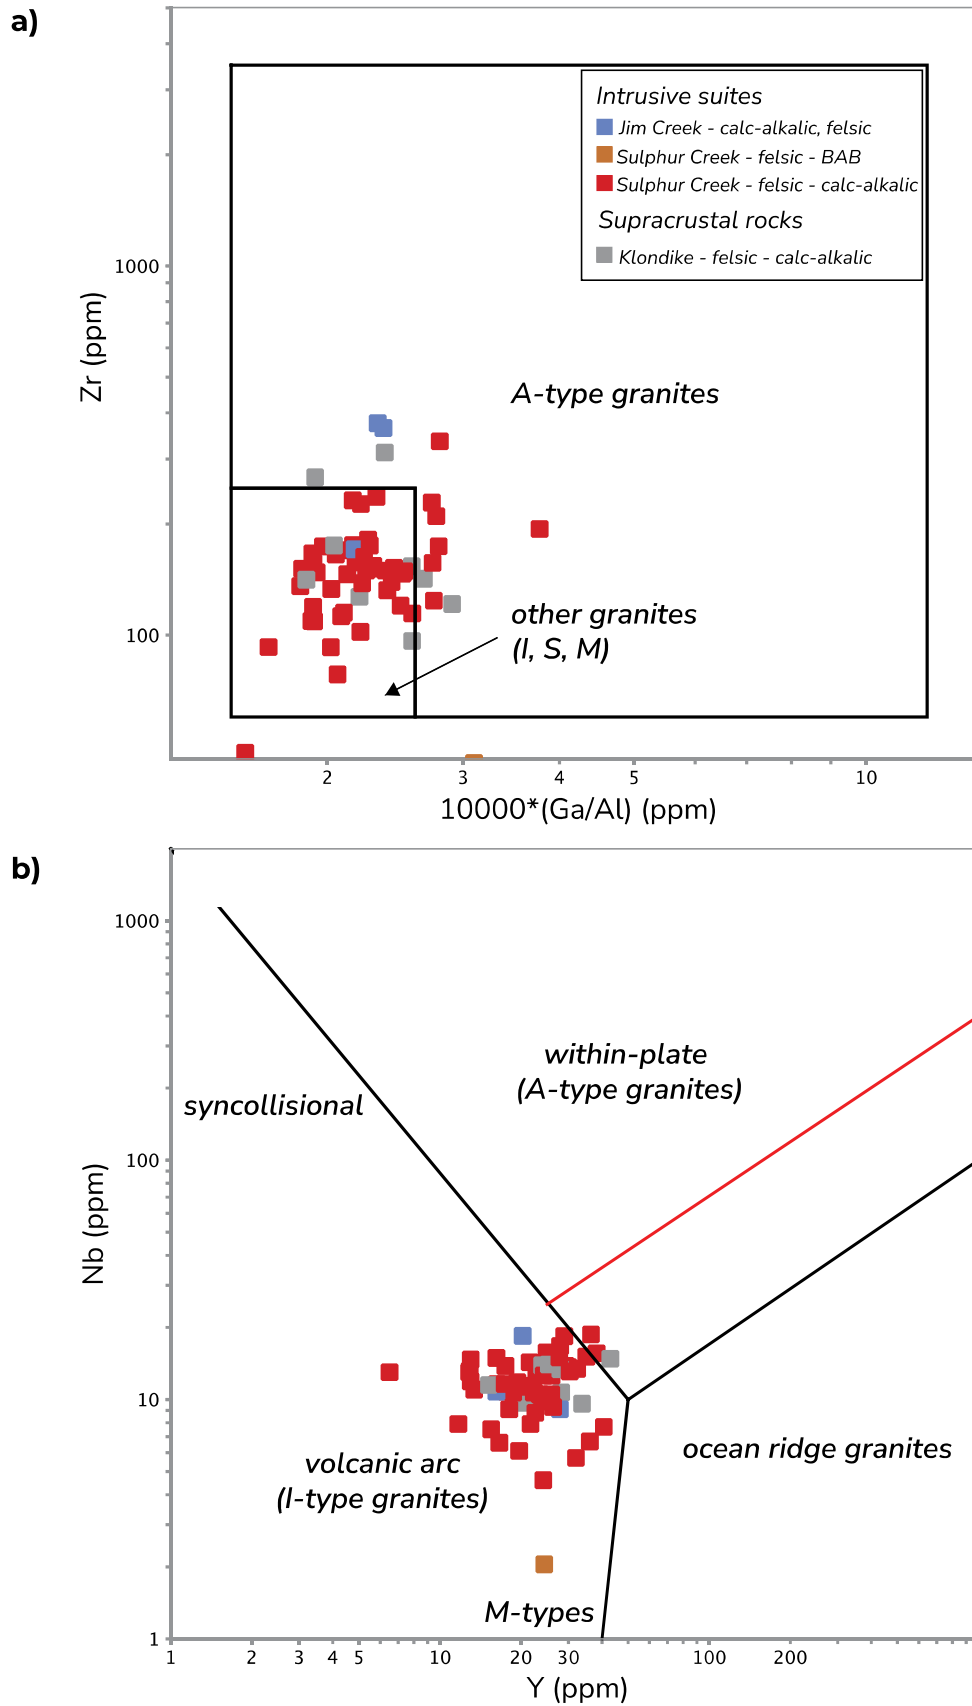 a)
Intrusive suites
Jim Creek - calc-alkalic, felsic
Sulphur Creek - felsic - BAB
Sulphur Creek - felsic - calc-alkalic
Supracrustal rocks
Klondike - felsic - calc-alkalic
1000
100
Zr (ppm)
A-type granites
other granites
(I, S, M)
2 3 4 5 10
10000*(Ga/Al) (ppm)
b)
1000
100
10
1
Nb (ppm)
within-plate
(A-type granites)
syncollisional
volcanic arc
(I-type granites)
ocean ridge granites
M-types
1 2 3 4 5 10 20 30 100 200
Y (ppm)